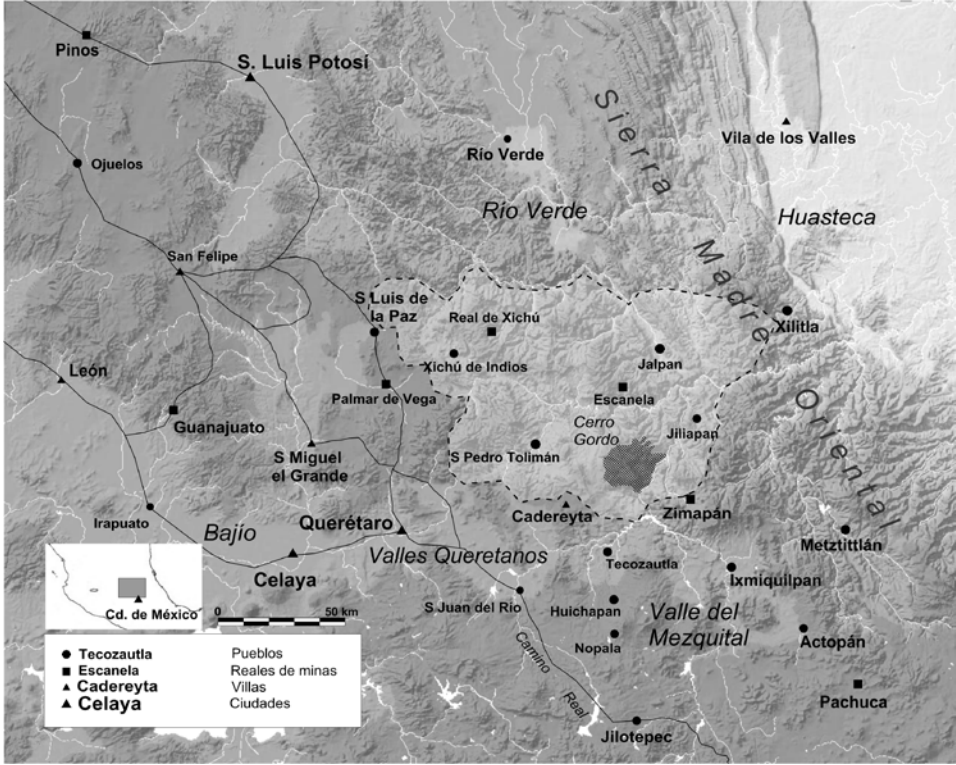 Pinos
S. Luis Potosí
Sierra
Madre
Oriental
Vila de los Valles
Río Verde
Ojuelos
Río Verde
Huasteca
San Felipe
S Luis de
la Paz
Real de Xichú
Xilitla
Xichú de Indios
Jalpan
León
Palmar de Vega
Escanela
Guanajuato
Cerro
Gordo
Jiliapan
S Miguel
el Grande
S Pedro Tolimán
Irapuato
Bajío
Querétaro
Cadereyta
Zimapán
Metztittlán
Celaya
Valles Queretanos
Tecozautla
Ixmiquilpan
Cd. de México
0 50 km
S Juan del Rio
Huichapan
Valle del
Mezquital
Nopala
Actopán
Camino
Real
Pachuca
Jilotepec
Tecozautla Pueblos
Escanela Reales de minas
Cadereyta Villas
Celaya Ciudades